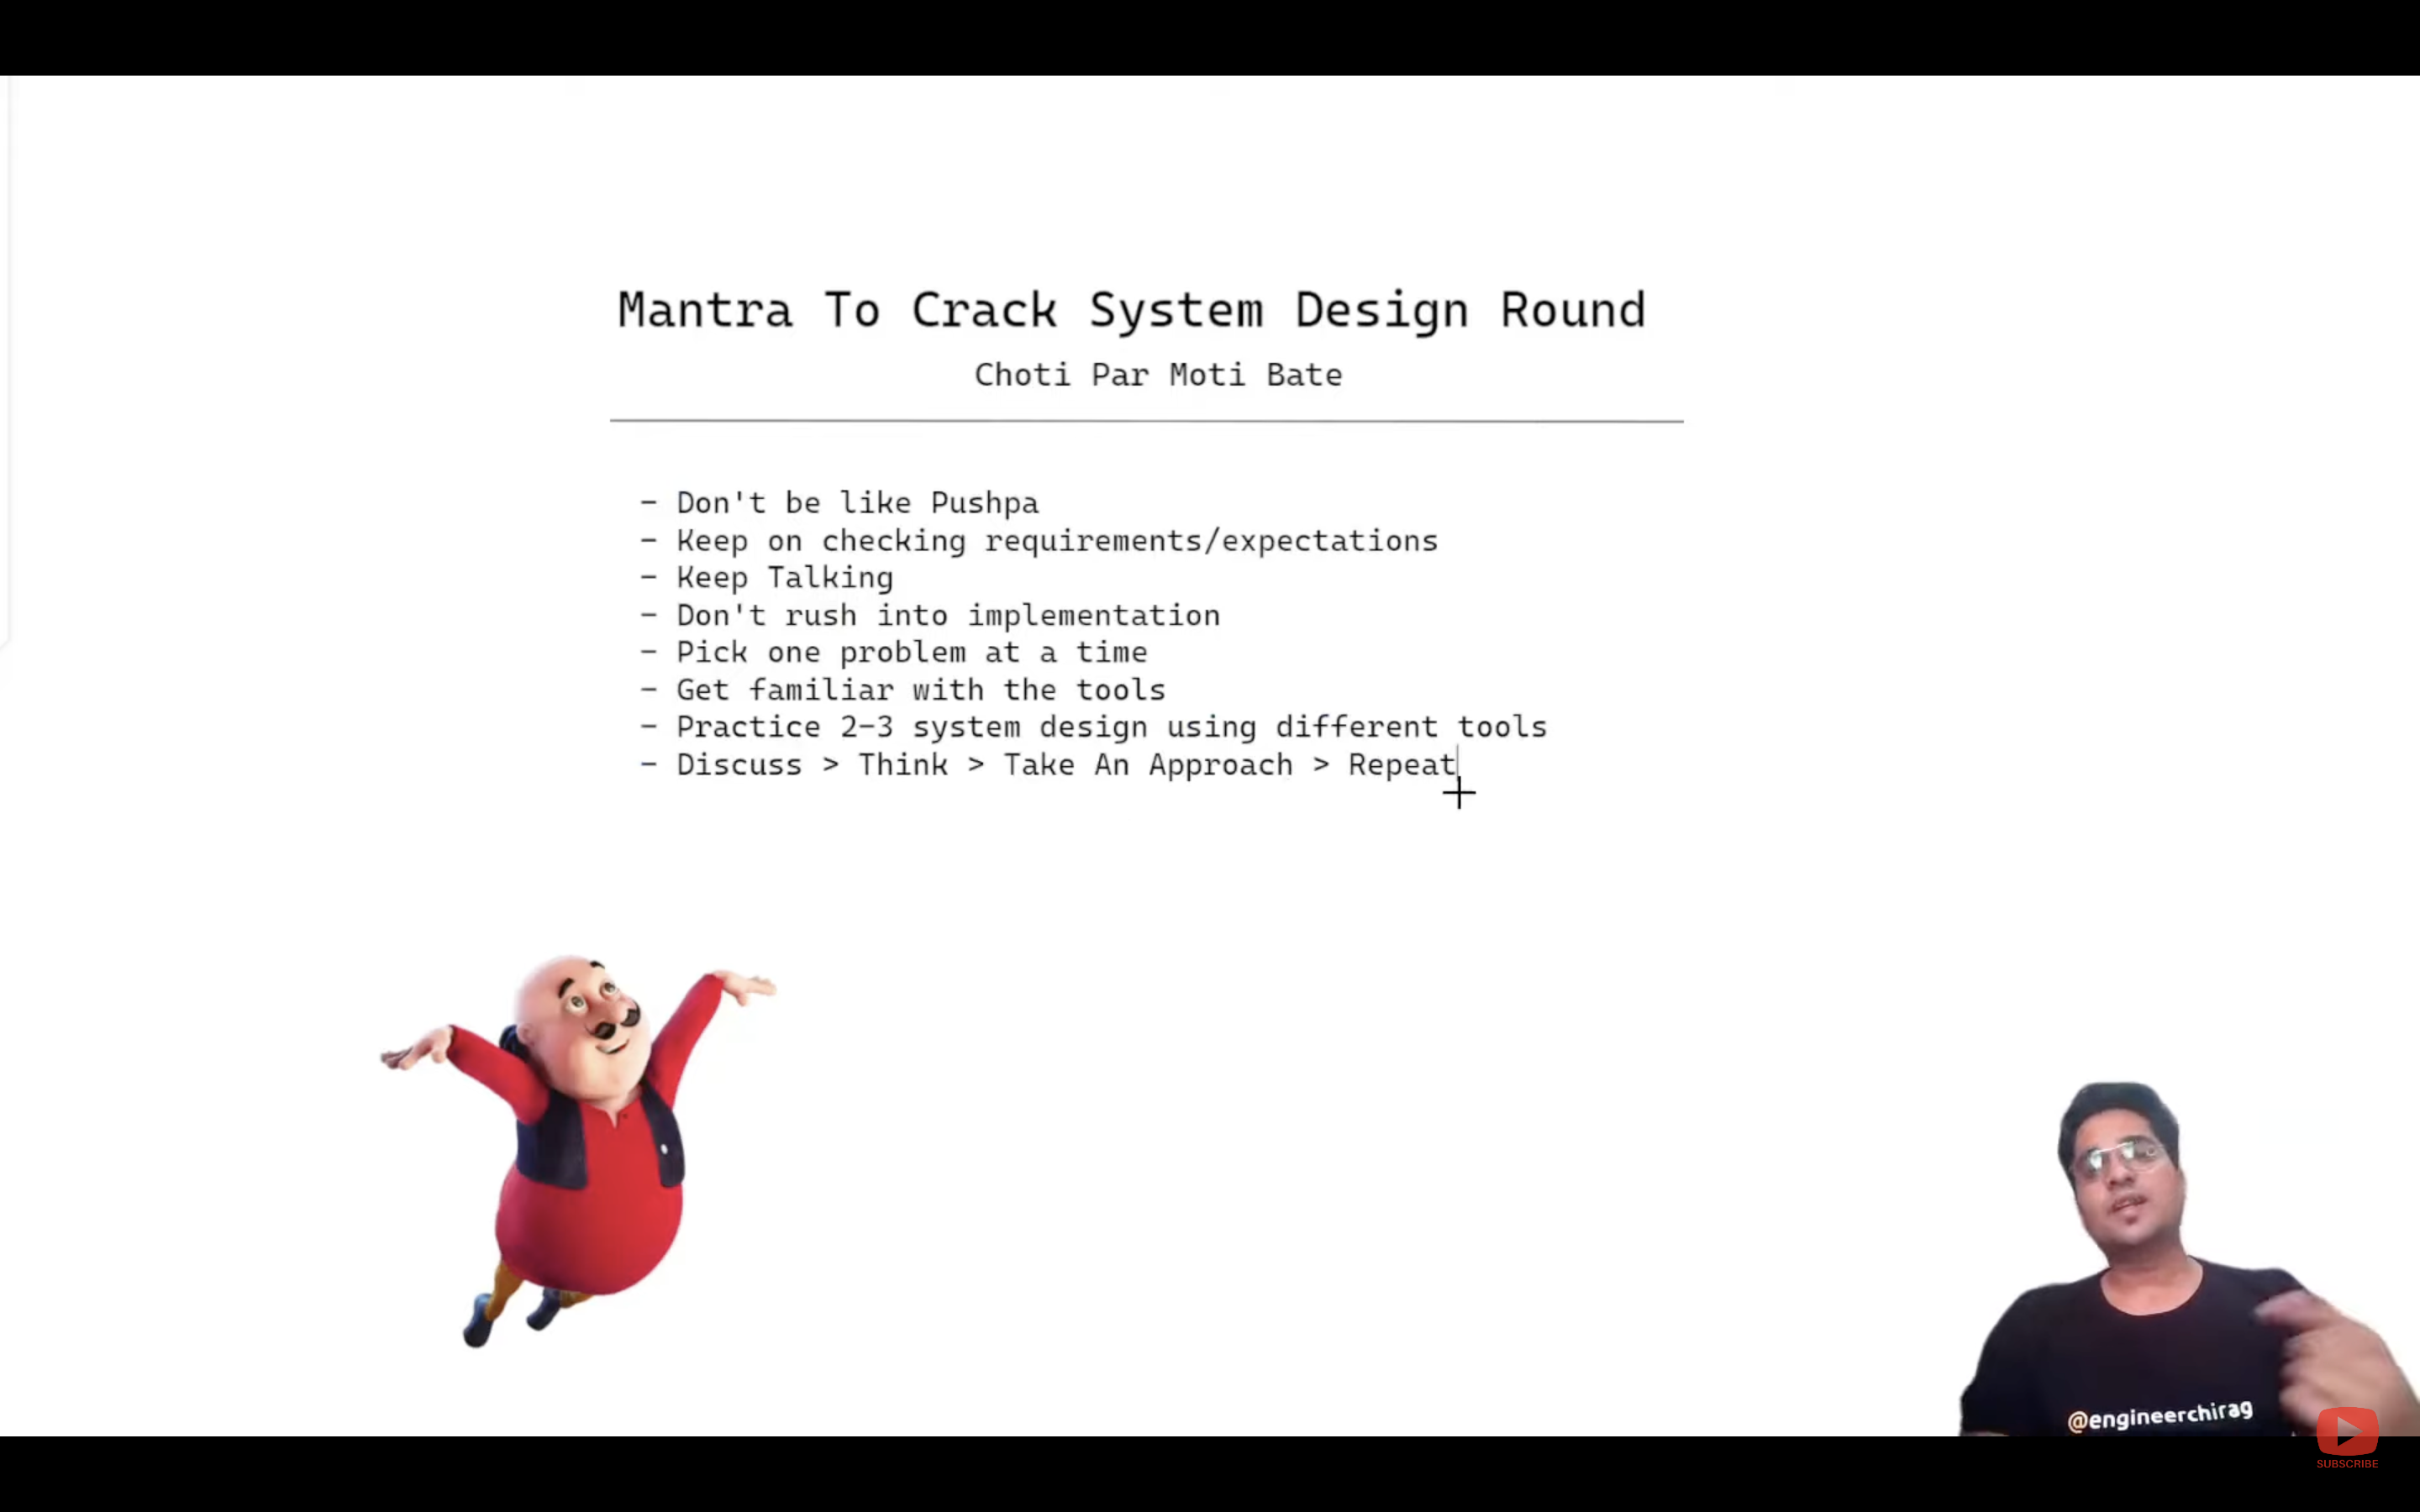 Mantra To Crack System Design Round
Choti Par Moti Bate
- Don't be like Pushpa
- Keep on checking requirements/expectations
- Keep Talking
- Don't rush into implementation
- Pick one problem at a time
- Get familiar with the tools
- Practice 2-3 system design using different tools
- Discuss > Think > Take An Approach > Repeat
@engineerchirag
SUBSCRIBE